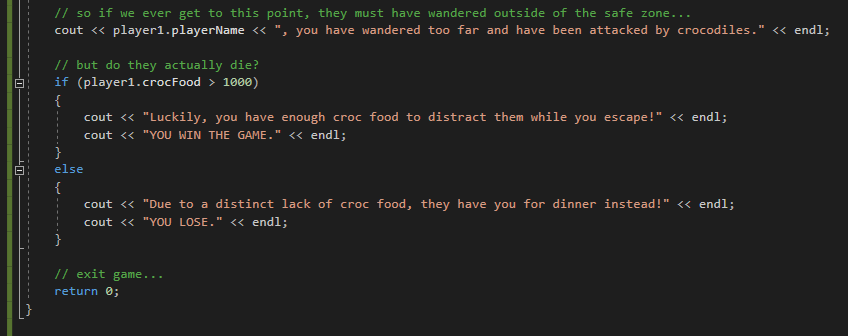 // so if we ever get to this point, they must have wandered outside of the safe zone...
cout << player1.playerName << ", you have wandered too far and have been attacked by crocodiles." << endl;
// but do they actually die?
if (player1.crocFood > 1000)
{
cout << "Luckily, you have enough croc food to distract them while you escape!" << endl;
cout << "YOU WIN THE GAME." << endl;
}
else
{
cout << "Due to a distinct lack of croc food, they have you for dinner instead!" << endl;
cout << "YOU LOSE." << endl;
}
// exit game...
return 0;
}